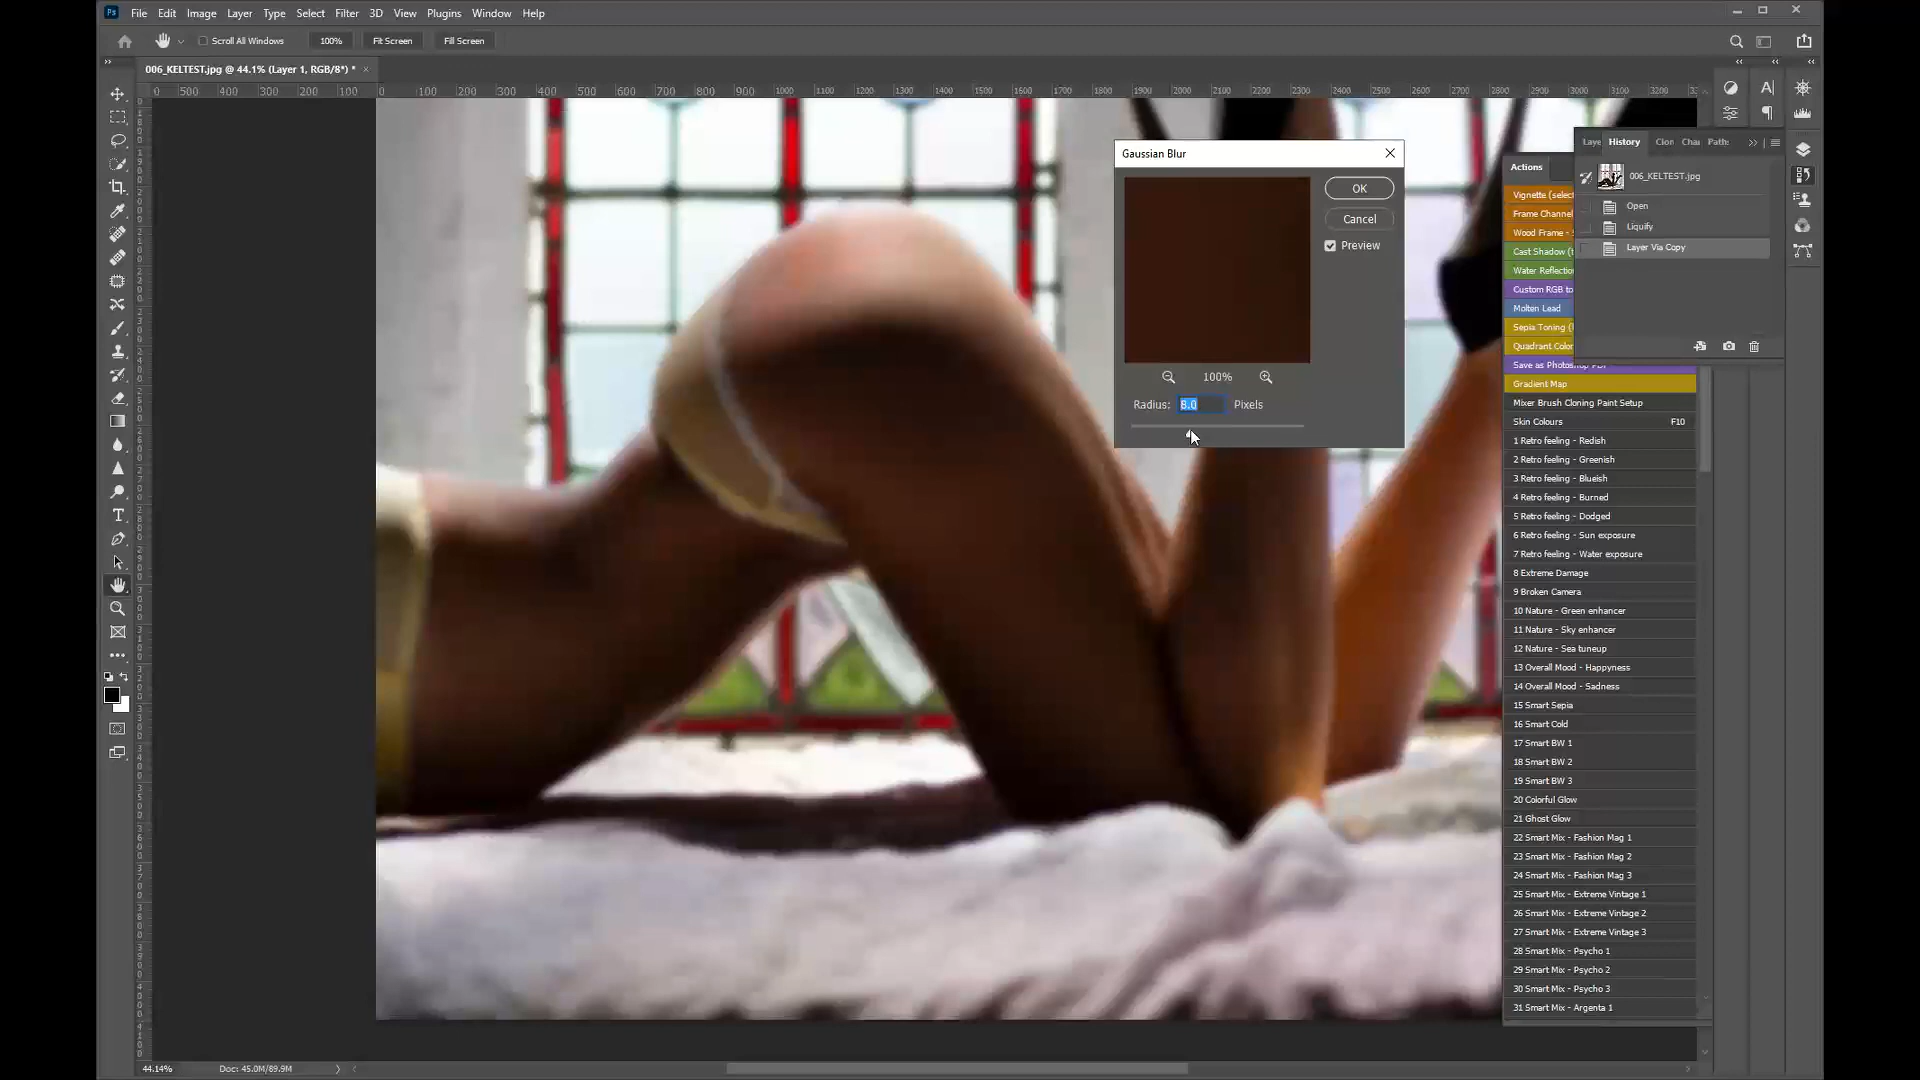 File Edit Image Layer Type Select Filter 3D View Plugins Window Help
Scroll All Windows 100% Fit Screen Fill Screen
006_KELTEST.jpg @ 44.1% (Layer 1, RGB/8*) * ×
0 500 400 300 200 100 0 100 200 300 400 500 600 700 800 900 1000 1100 1200 1300 1400 1500 1600 1700 1800 1900 2000 2100 2200 2300 2400 2500 2600 2700 2800 2900 3000 3100 3200
Gaussian Blur
OK
Cancel
Preview
100%
Radius: 8.0 Pixels
Laye History Clon Chai Path:
006_KELTEST.jpg
Open
Liquify
Layer Via Copy
Actions
Vignette (select
Frame Channel
Wood Frame -
Cast Shadow (t
Water Reflectio
Custom RGB to
Molten Lead
Sepia Toning (l
Quadrant Color
Save as Photoshop PDF
Gradient Map
Mixer Brush Cloning Paint Setup
Skin Colours F10
1 Retro feeling - Redish
2 Retro feeling - Greenish
3 Retro feeling - Blueish
4 Retro feeling - Burned
5 Retro feeling - Dodged
6 Retro feeling - Sun exposure
7 Retro feeling - Water exposure
8 Extreme Damage
9 Broken Camera
10 Nature - Green enhancer
11 Nature - Sky enhancer
12 Nature - Sea tuneup
13 Overall Mood - Happyness
14 Overall Mood - Sadness
15 Smart Sepia
16 Smart Cold
17 Smart BW 1
18 Smart BW 2
19 Smart BW 3
20 Colorful Glow
21 Ghost Glow
22 Smart Mix - Fashion Mag 1
23 Smart Mix - Fashion Mag 2
24 Smart Mix - Fashion Mag 3
25 Smart Mix - Extreme Vintage 1
26 Smart Mix - Extreme Vintage 2
27 Smart Mix - Extreme Vintage 3
28 Smart Mix - Psycho 1
29 Smart Mix - Psycho 2
30 Smart Mix - Psycho 3
31 Smart Mix - Argenta 1
44.14% Doc: 45.0M/89.9M